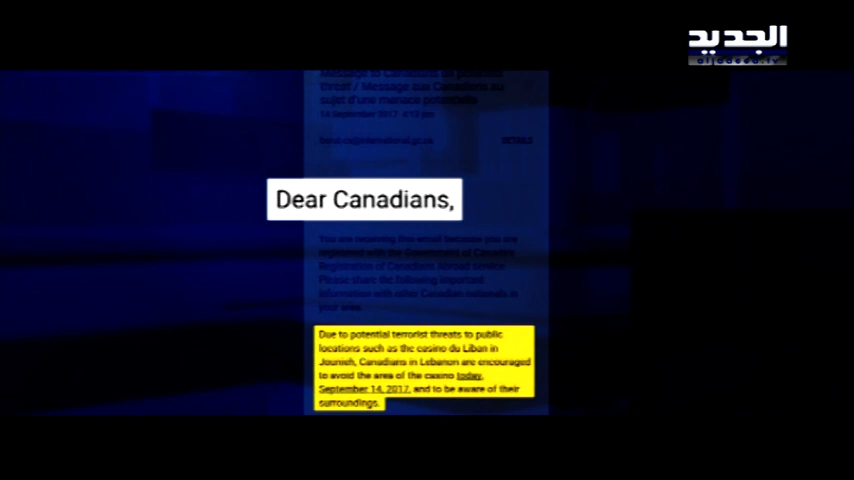 الجديد
aljadeed.tv
Message to Canadians on potential
threat / Message aux Canadiens au
sujet d'une menace potentielle
14 September 2017 4:13 pm
DETAILS
Dear Canadians,
You are receiving this email because you are
registered with the Government of Canada
Registration of Canadians Abroad service.
Please share the following important
information with other Canadian nationals in
your area.
Due to potential terrorist threats to public
locations such as the casino du Liban in
Jounieh, Canadians in Lebanon are encouraged
to avoid the area of the casino today,
September 14, 2017, and to be aware of their
surroundings.